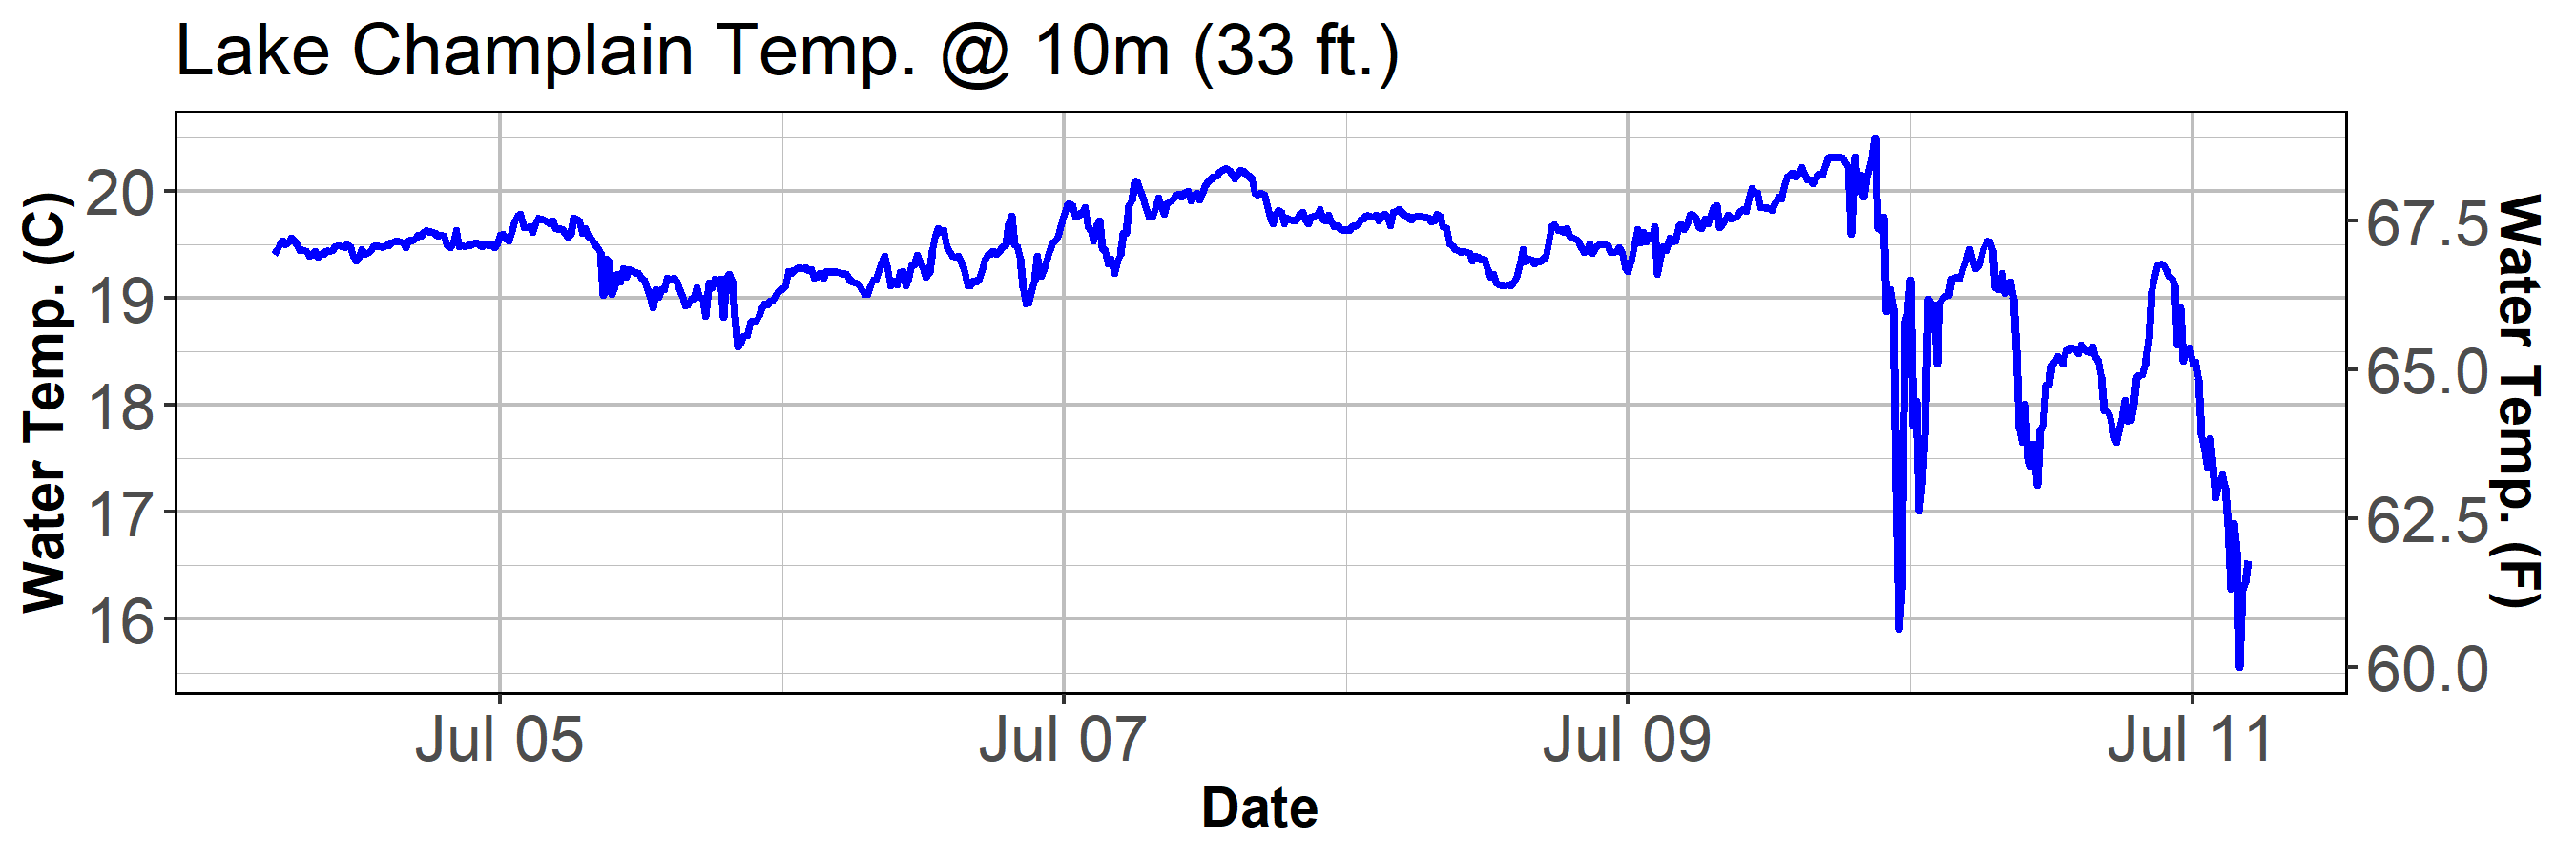 Lake Champlain Temp. @ 10m (33 ft.)
Water Temp. (C)
20
19
18
17
16
67.5
65.0
62.5
60.0
Water Temp. (F)
Jul 05
Jul 07
Jul 09
Jul 11
Date